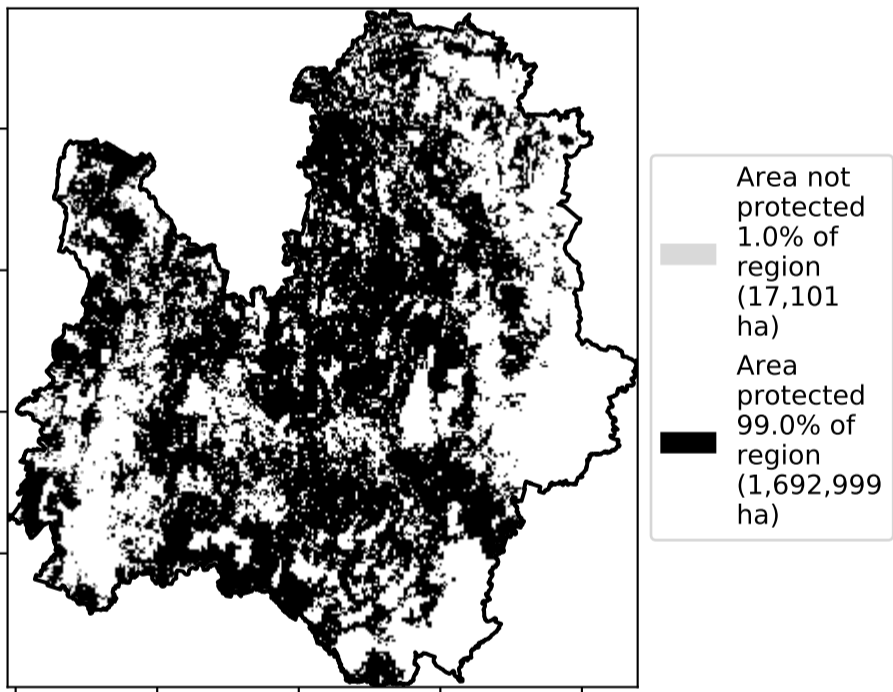 Area not
protected
1.0% of
region
(17,101
ha)
Area
protected
99.0% of
region
(1,692,999
ha)